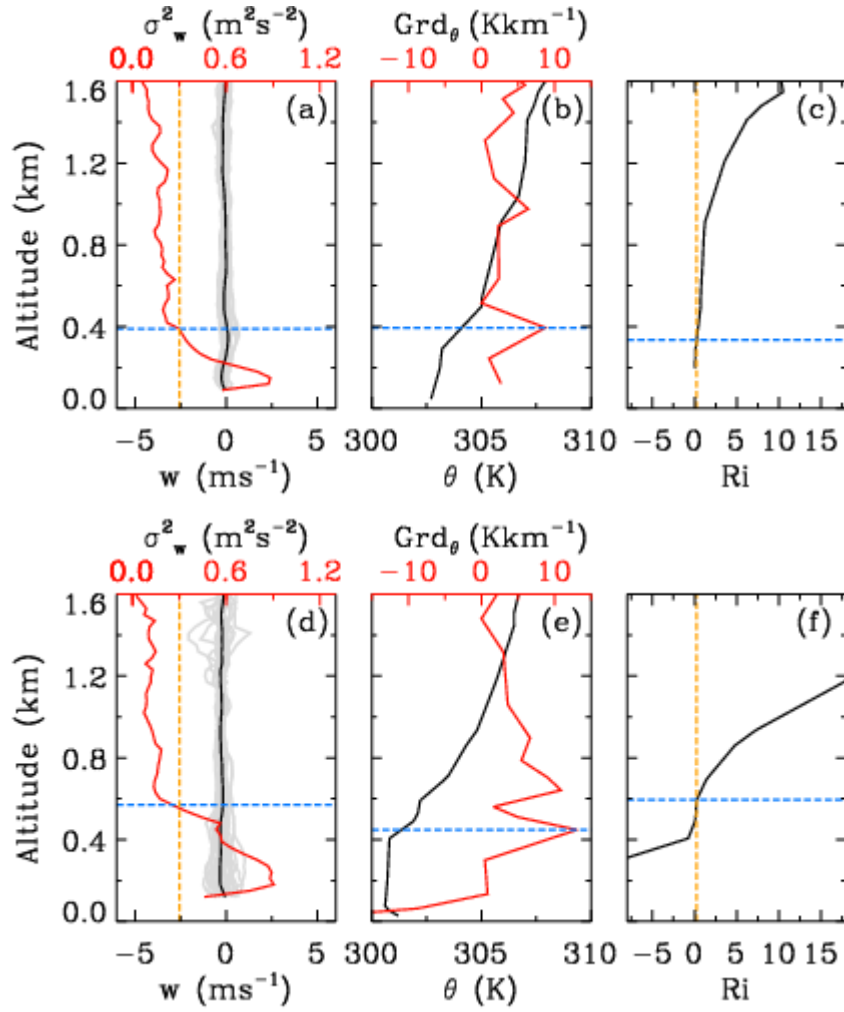 σ²w (m²s⁻²) Grdθ (Kkm⁻¹)
0.0 0.6 1.2 −10 0 10
1.6 (a) (b) (c)
1.2
0.8
0.4
0.0
Altitude (km)
−5 0 5 300 305 310 −5 0 5 10 15
w (ms⁻¹) θ (K) Ri
σ²w (m²s⁻²) Grdθ (Kkm⁻¹)
0.0 0.6 1.2 −10 0 10
1.6 (d) (e) (f)
1.2
0.8
0.4
0.0
Altitude (km)
−5 0 5 300 305 310 −5 0 5 10 15
w (ms⁻¹) θ (K) Ri